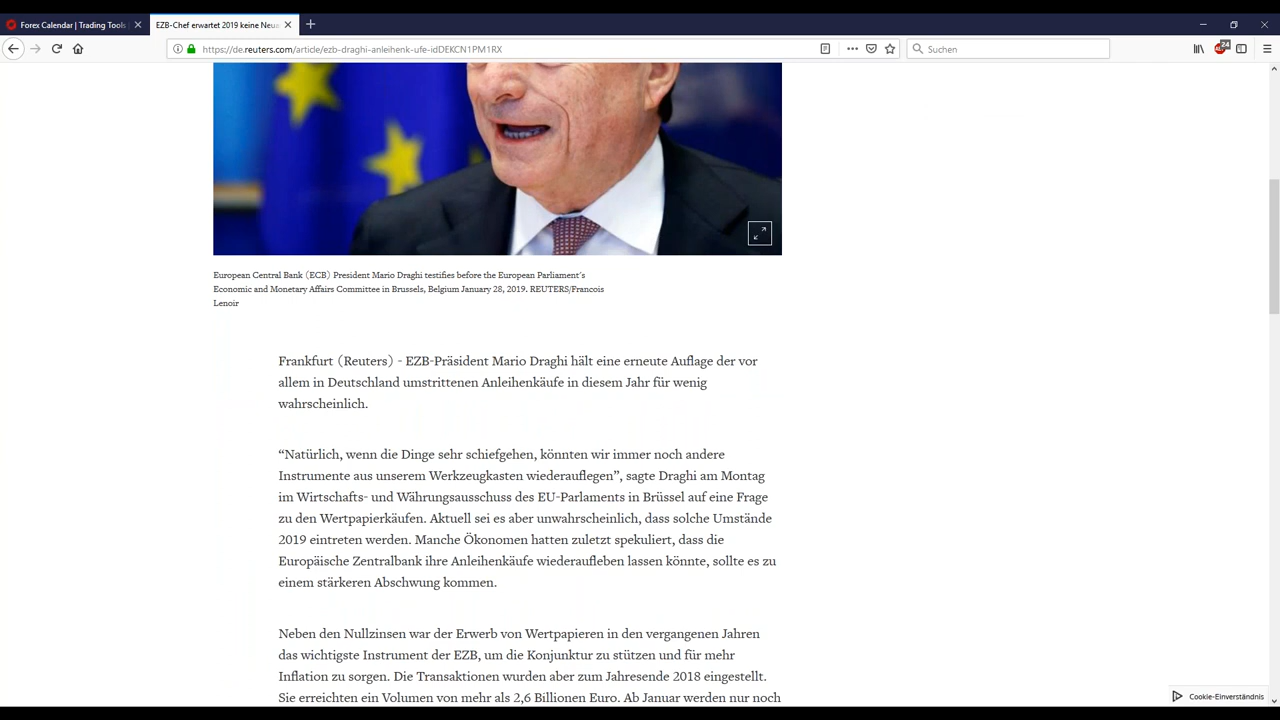 Forex Calendar | Trading Tools
EZB-Chef erwartet 2019 keine Neu
https://de.reuters.com/article/ezb-draghi-anleihenk-ufe-idDEKCN1PM1RX
Suchen
24
European Central Bank (ECB) President Mario Draghi testifies before the European Parliament's
Economic and Monetary Affairs Committee in Brussels, Belgium January 28, 2019. REUTERS/Francois
Lenoir
Frankfurt (Reuters) - EZB-Präsident Mario Draghi hält eine erneute Auflage der vor
allem in Deutschland umstrittenen Anleihenkäufe in diesem Jahr für wenig
wahrscheinlich.
“Natürlich, wenn die Dinge sehr schiefgehen, könnten wir immer noch andere
Instrumente aus unserem Werkzeugkasten wiederauflegen”, sagte Draghi am Montag
im Wirtschafts- und Währungsausschuss des EU-Parlaments in Brüssel auf eine Frage
zu den Wertpapierkäufen. Aktuell sei es aber unwahrscheinlich, dass solche Umstände
2019 eintreten werden. Manche Ökonomen hatten zuletzt spekuliert, dass die
Europäische Zentralbank ihre Anleihenkäufe wiederaufleben lassen könnte, sollte es zu
einem stärkeren Abschwung kommen.
Neben den Nullzinsen war der Erwerb von Wertpapieren in den vergangenen Jahren
das wichtigste Instrument der EZB, um die Konjunktur zu stützen und für mehr
Inflation zu sorgen. Die Transaktionen wurden aber zum Jahresende 2018 eingestellt.
Sie erreichten ein Volumen von mehr als 2,6 Billionen Euro. Ab Januar werden nur noch
Cookie-Einverständnis